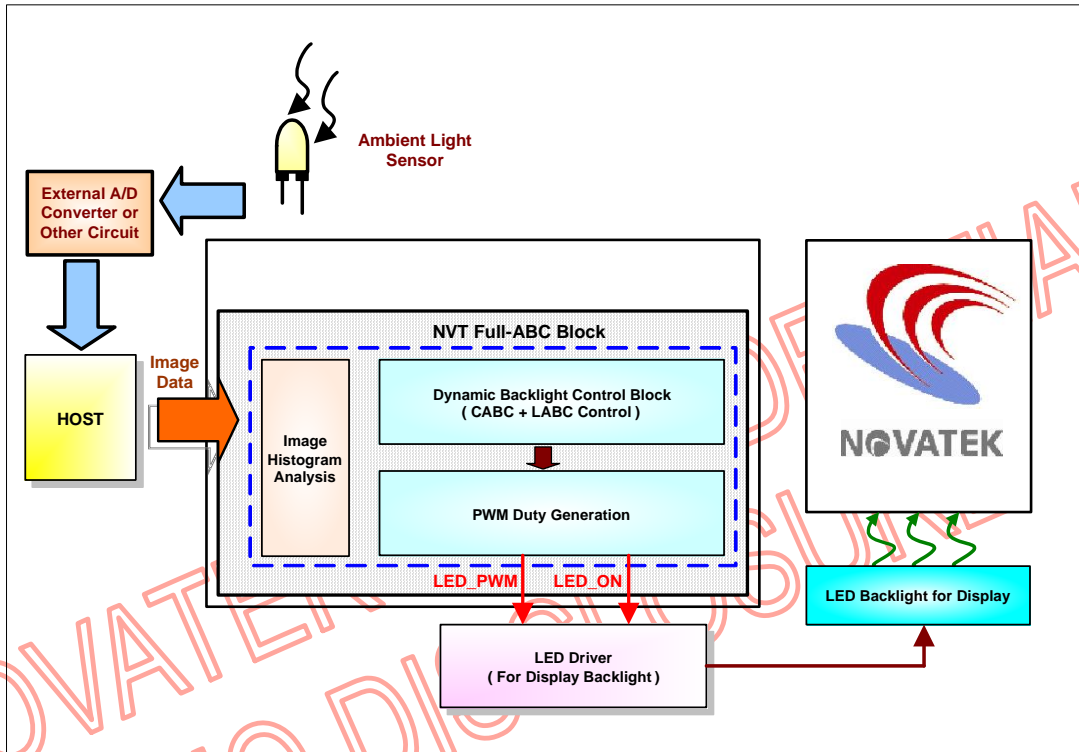 Ambient Light
Sensor
External A/D
Converter or
Other Circuit
NVT Full-ABC Block
Image
Data
HOST
Image
Histogram
Analysis
Dynamic Backlight Control Block
( CABC + LABC Control )
PWM Duty Generation
LED_PWM
LED_ON
LED Driver
( For Display Backlight )
NOVATEK
LED Backlight for Display